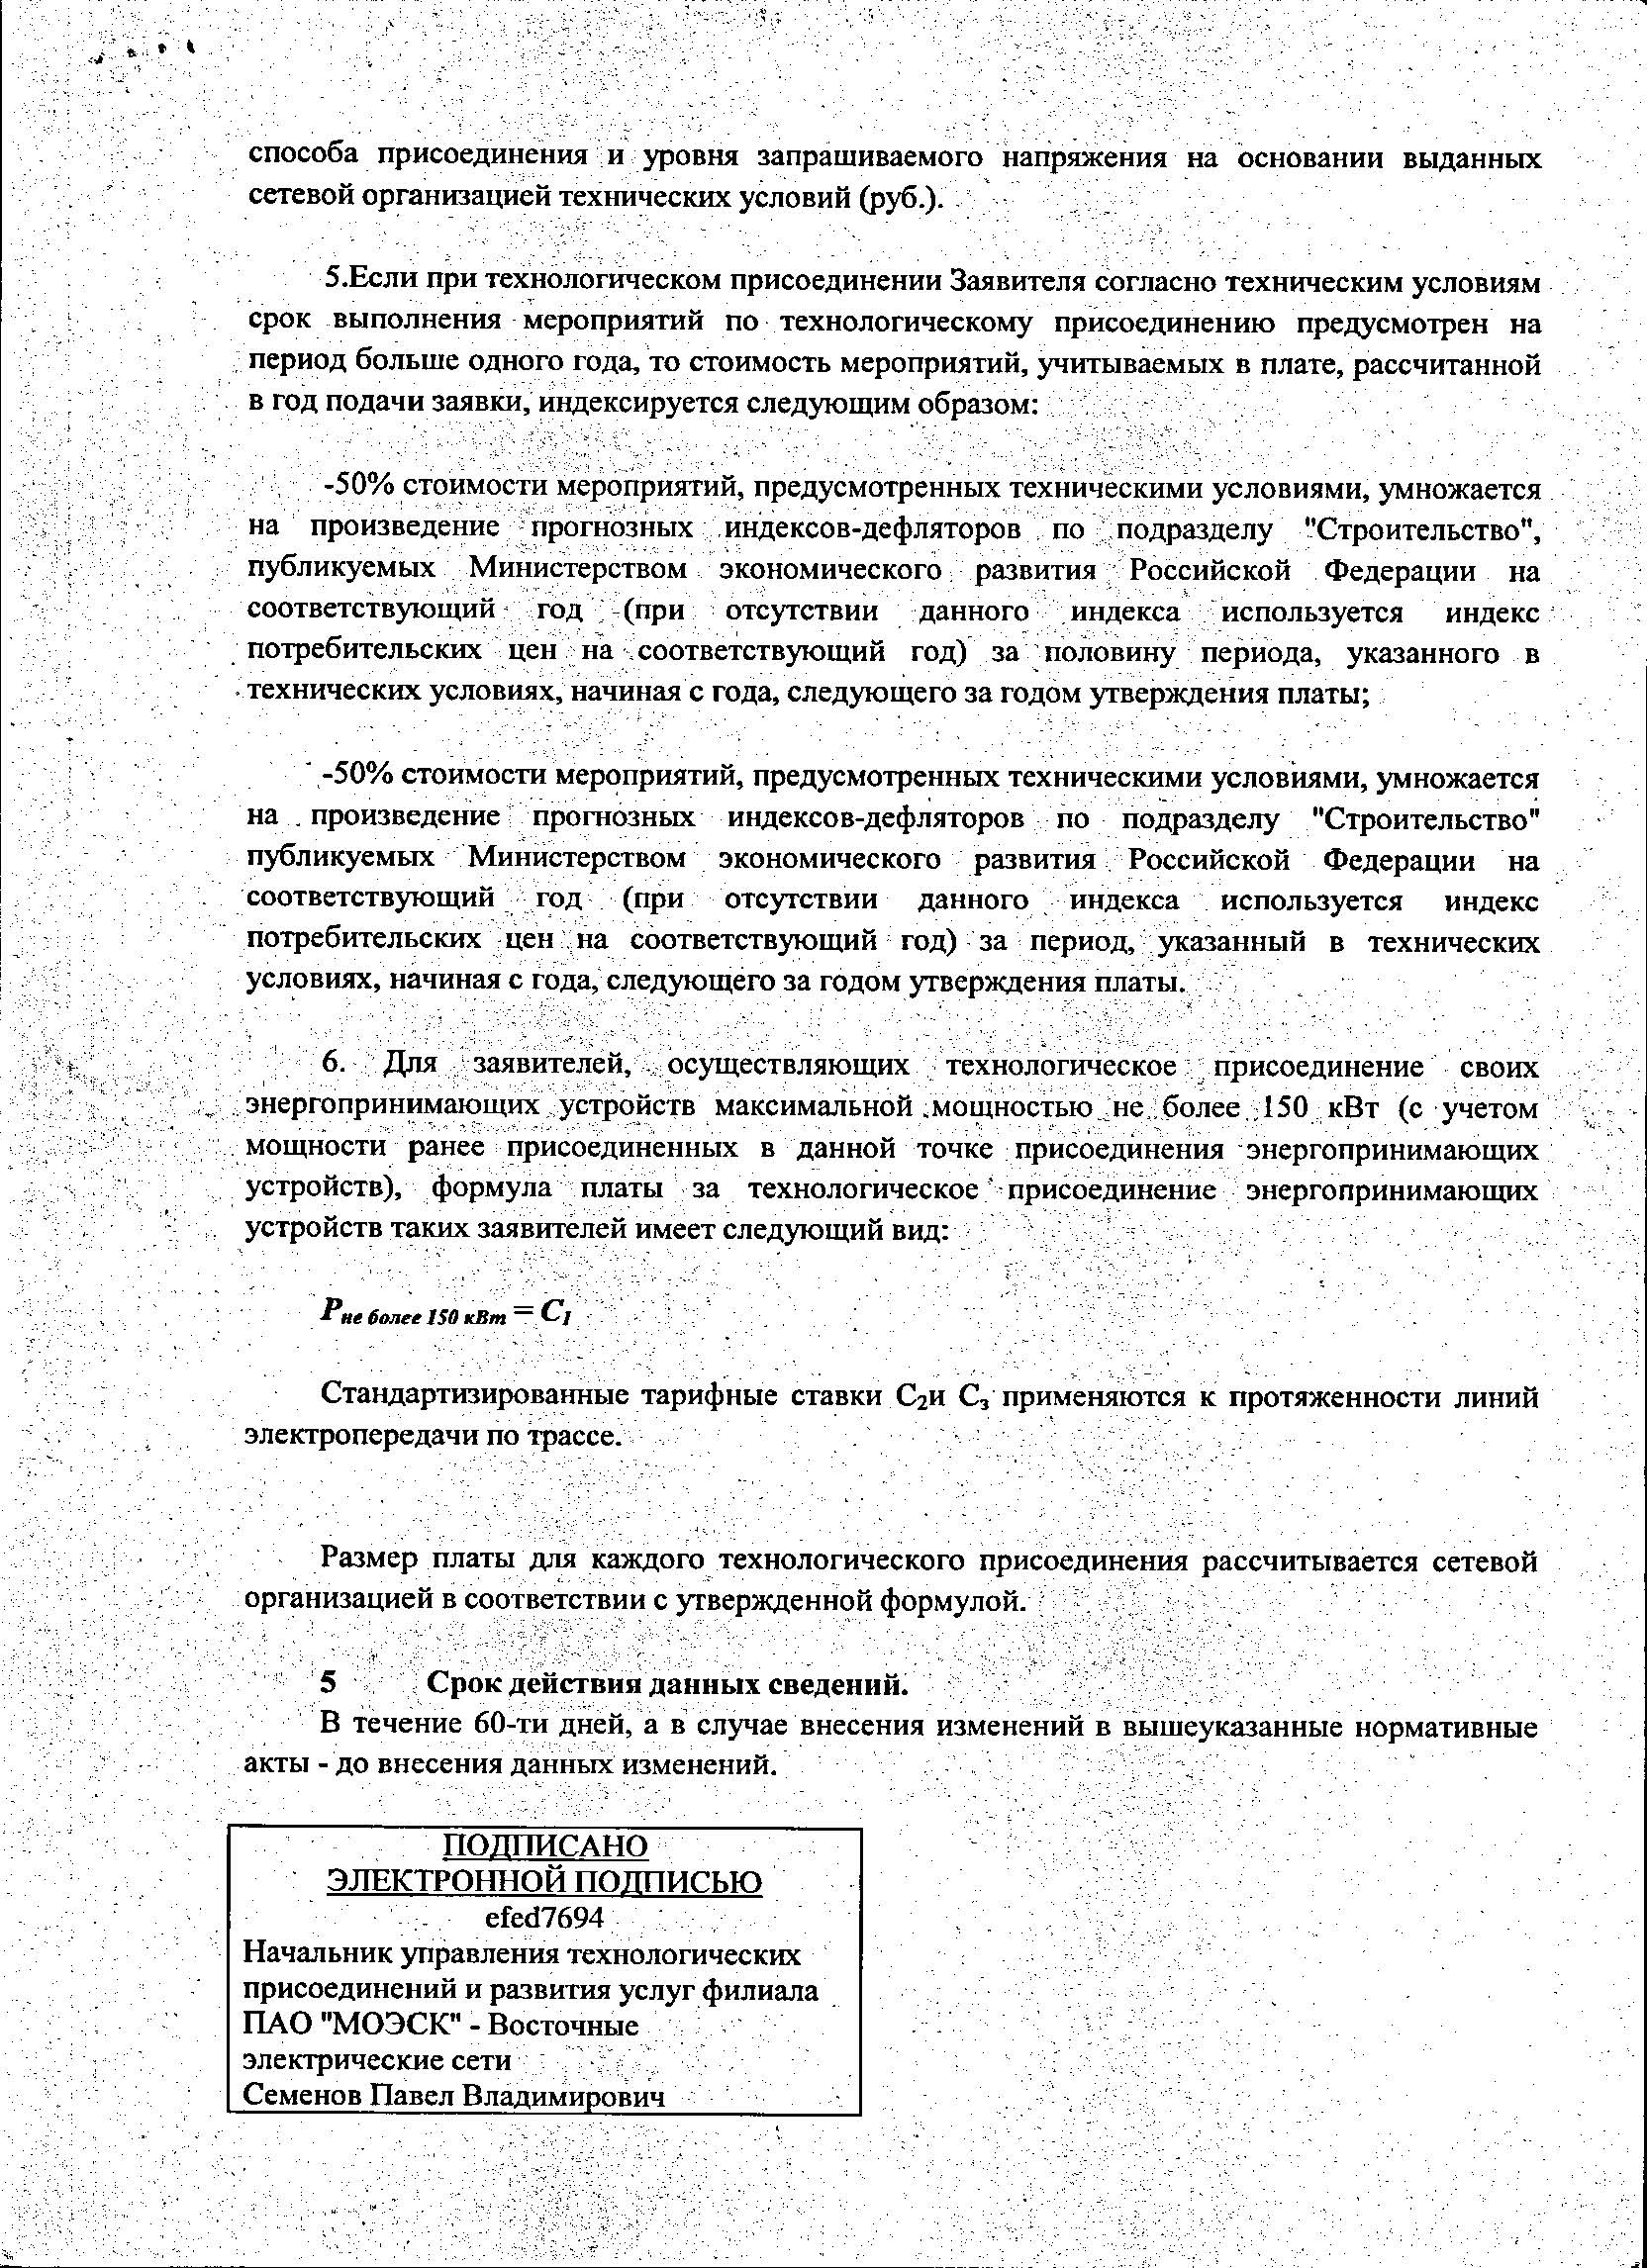 способа присоединения и уровня запрашиваемого напряжения на основании выданных
сетевой организацией технических условий (руб.).
5.Если при технологическом присоединении Заявителя согласно техническим условиям
срок выполнения мероприятий по технологическому присоединению предусмотрен на
период больше одного года, то стоимость мероприятий, учитываемых в плате, рассчитанной
в год подачи заявки, индексируется следующим образом:
-50% стоимости мероприятий, предусмотренных техническими условиями, умножается
на произведение прогнозных индексов-дефляторов по подразделу "Строительство",
публикуемых Министерством экономического развития Российской Федерации на
соответствующий год (при отсутствии данного индекса используется индекс
потребительских цен на соответствующий год) за половину периода, указанного в
технических условиях, начиная с года, следующего за годом утверждения платы;
-50% стоимости мероприятий, предусмотренных техническими условиями, умножается
на произведение прогнозных индексов-дефляторов по подразделу "Строительство"
публикуемых Министерством экономического развития Российской Федерации на
соответствующий год (при отсутствии данного индекса используется индекс
потребительских цен на соответствующий год) за период, указанный в технических
условиях, начиная с года, следующего за годом утверждения платы.
6. Для заявителей, осуществляющих технологическое присоединение своих
энергопринимающих устройств максимальной мощностью не более 150 кВт (с учетом
мощности ранее присоединенных в данной точке присоединения энергопринимающих
устройств), формула платы за технологическое присоединение энергопринимающих
устройств таких заявителей имеет следующий вид:
Pне более 150 кВт = C1
Стандартизированные тарифные ставки С2и С3 применяются к протяженности линий
электропередачи по трассе.
Размер платы для каждого технологического присоединения рассчитывается сетевой
организацией в соответствии с утвержденной формулой.
5 Срок действия данных сведений.
В течение 60-ти дней, а в случае внесения изменений в вышеуказанные нормативные
акты - до внесения данных изменений.
ПОДПИСАНО
ЭЛЕКТРОННОЙ ПОДПИСЬЮ
efed7694
Начальник управления технологических
присоединений и развития услуг филиала
ПАО "МОЭСК" - Восточные
электрические сети
Семенов Павел Владимирович